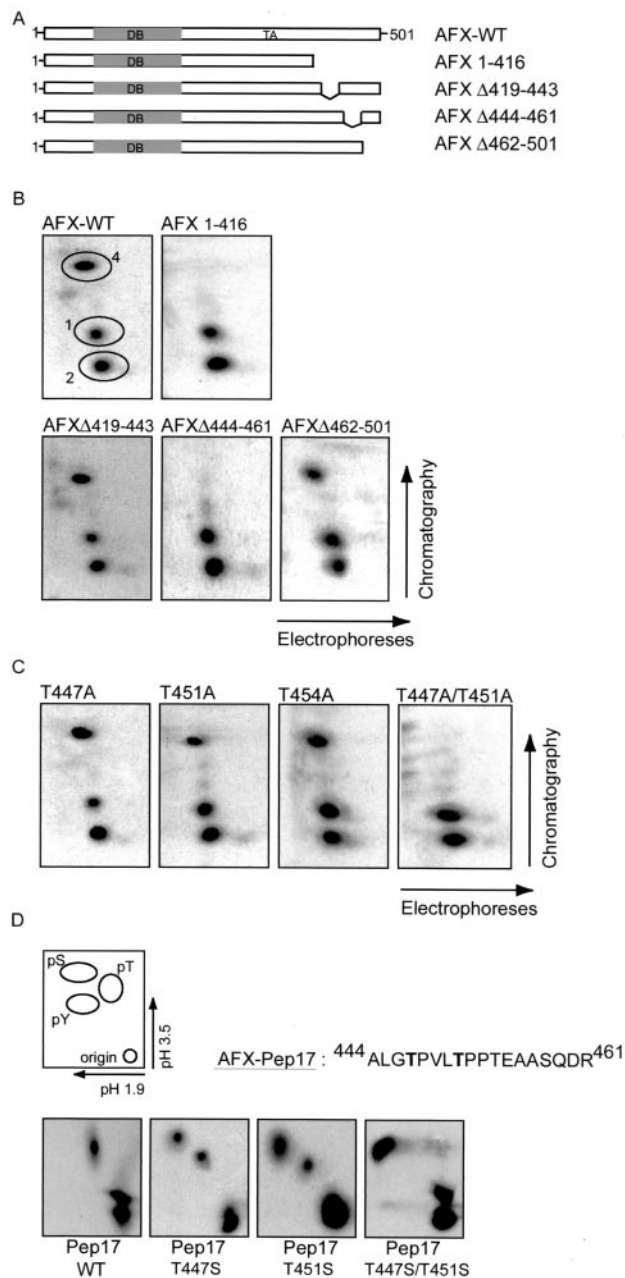 A
1 DB TA 501 AFX-WT
1 DB AFX 1-416
1 DB AFX Δ419-443
1 DB AFX Δ444-461
1 DB AFX Δ462-501
B
AFX-WT AFX 1-416
4
1
2
AFXΔ419-443 AFXΔ444-461 AFXΔ462-501
Chromatography
Electrophoreses
C
T447A T451A T454A T447A/T451A
Chromatography
Electrophoreses
D
pS pT
pY
origin
pH 3.5
pH 1.9
AFX-Pep17 : 444ALGTPVLTPPTEAASQDR461
Pep17 Pep17 Pep17 Pep17
WT T447S T451S T447S/T451S